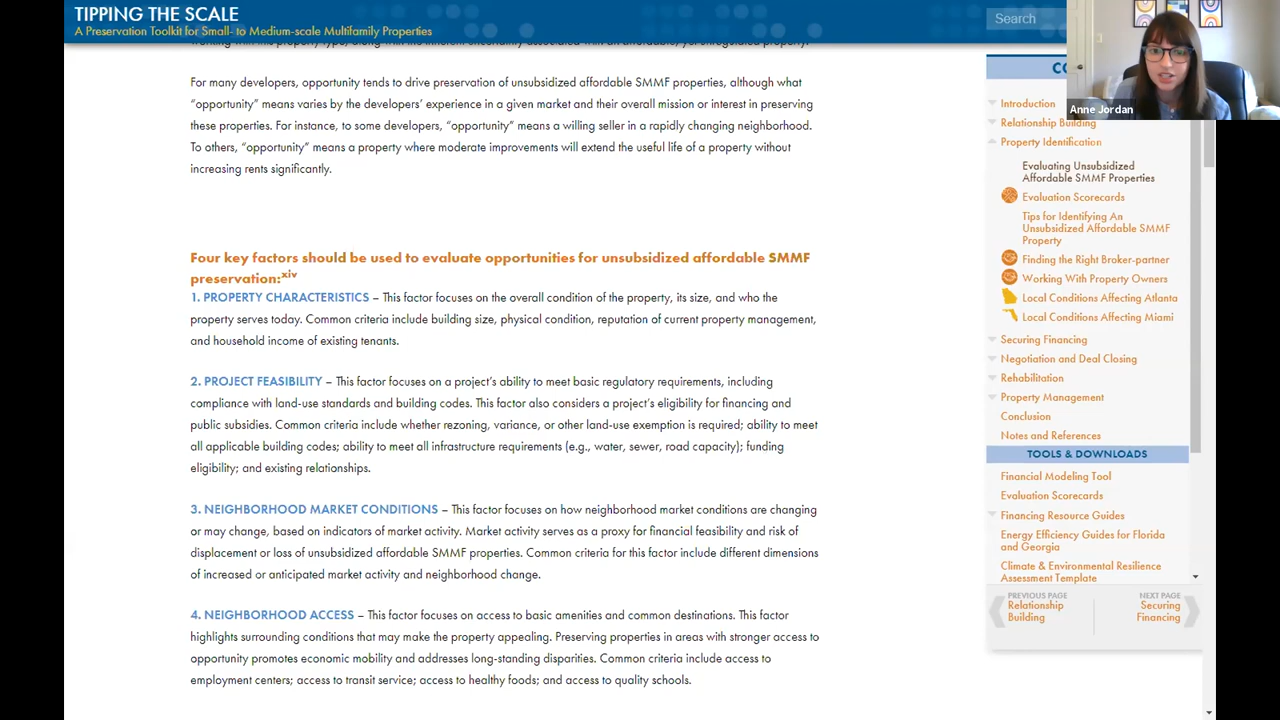 TIPPING THE SCALE
A Preservation Toolkit for Small- to Medium-scale Multifamily Properties
Search
working with this property type, along with the inherent uncertainty associated with an affordable, yet unregulated property.
For many developers, opportunity tends to drive preservation of unsubsidized affordable SMMF properties, although what
“opportunity” means varies by the developers’ experience in a given market and their overall mission or interest in preserving
these properties. For instance, to some developers, “opportunity” means a willing seller in a rapidly changing neighborhood.
To others, “opportunity” means a property where moderate improvements will extend the useful life of a property without
increasing rents significantly.
Four key factors should be used to evaluate opportunities for unsubsidized affordable SMMF
preservation:xiv
1. PROPERTY CHARACTERISTICS – This factor focuses on the overall condition of the property, its size, and who the
property serves today. Common criteria include building size, physical condition, reputation of current property management,
and household income of existing tenants.
2. PROJECT FEASIBILITY – This factor focuses on a project’s ability to meet basic regulatory requirements, including
compliance with land-use standards and building codes. This factor also considers a project’s eligibility for financing and
public subsidies. Common criteria include whether rezoning, variance, or other land-use exemption is required; ability to meet
all applicable building codes; ability to meet all infrastructure requirements (e.g., water, sewer, road capacity); funding
eligibility; and existing relationships.
3. NEIGHBORHOOD MARKET CONDITIONS – This factor focuses on how neighborhood market conditions are changing
or may change, based on indicators of market activity. Market activity serves as a proxy for financial feasibility and risk of
displacement or loss of unsubsidized affordable SMMF properties. Common criteria for this factor include different dimensions
of increased or anticipated market activity and neighborhood change.
4. NEIGHBORHOOD ACCESS – This factor focuses on access to basic amenities and common destinations. This factor
highlights surrounding conditions that may make the property appealing. Preserving properties in areas with stronger access to
opportunity promotes economic mobility and addresses long-standing disparities. Common criteria include access to
employment centers; access to transit service; access to healthy foods; and access to quality schools.
Anne Jordan
Introduction
Relationship Building
Property Identification
Evaluating Unsubsidized
Affordable SMMF Properties
Evaluation Scorecards
Tips for Identifying An
Unsubsidized Affordable SMMF
Property
Finding the Right Broker-partner
Working With Property Owners
Local Conditions Affecting Atlanta
Local Conditions Affecting Miami
Securing Financing
Negotiation and Deal Closing
Rehabilitation
Property Management
Conclusion
Notes and References
TOOLS & DOWNLOADS
Financial Modeling Tool
Evaluation Scorecards
Financing Resource Guides
Energy Efficiency Guides for Florida
and Georgia
Climate & Environmental Resilience
Assessment Template
PREVIOUS PAGE
Relationship
Building
NEXT PAGE
Securing
Financing